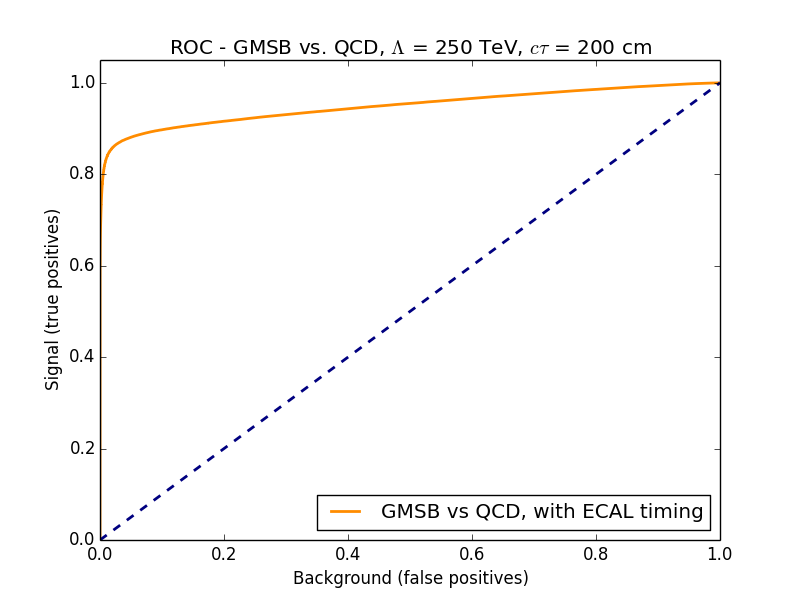 ROC - GMSB vs. QCD, Λ = 250 TeV, cτ = 200 cm
1.0
0.8
0.6
0.4
0.2
0.0
Signal (true positives)
GMSB vs QCD, with ECAL timing
0.0 0.2 0.4 0.6 0.8 1.0
Background (false positives)